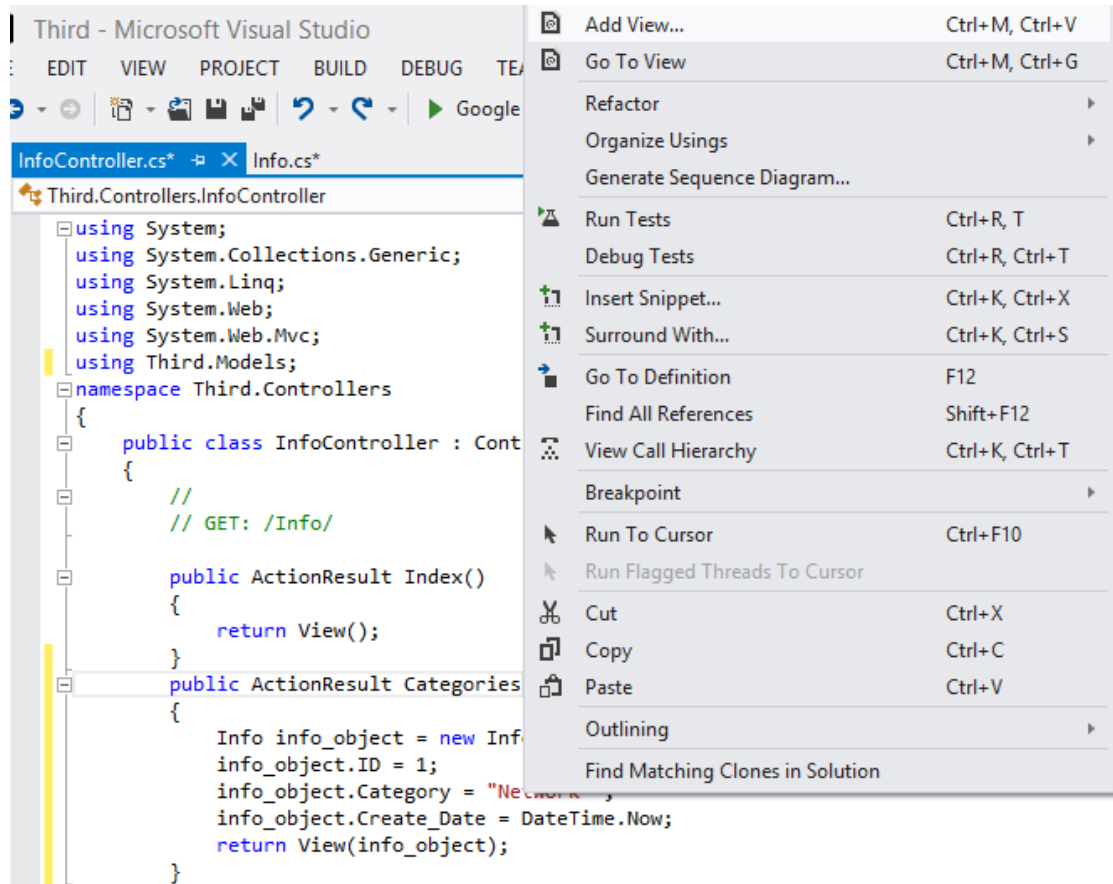 Third - Microsoft Visual Studio
EDIT VIEW PROJECT BUILD DEBUG
Google
InfoController.cs* Info.cs*
Third.Controllers.InfoController
using System;
using System.Collections.Generic;
using System.Linq;
using System.Web;
using System.Web.Mvc;
using Third.Models;
namespace Third.Controllers
{
public class InfoController : Cont
{
//
// GET: /Info/
public ActionResult Index()
{
return View();
}
public ActionResult Categories
{
Info info_object = new Inf
info_object.ID = 1;
info_object.Category = "Network" ;
info_object.Create_Date = DateTime.Now;
return View(info_object);
}
Add View... Ctrl+M, Ctrl+V
Go To View Ctrl+M, Ctrl+G
Refactor
Organize Usings
Generate Sequence Diagram...
Run Tests Ctrl+R, T
Debug Tests Ctrl+R, Ctrl+T
Insert Snippet... Ctrl+K, Ctrl+X
Surround With... Ctrl+K, Ctrl+S
Go To Definition F12
Find All References Shift+F12
View Call Hierarchy Ctrl+K, Ctrl+T
Breakpoint
Run To Cursor Ctrl+F10
Run Flagged Threads To Cursor
Cut Ctrl+X
Copy Ctrl+C
Paste Ctrl+V
Outlining
Find Matching Clones in Solution